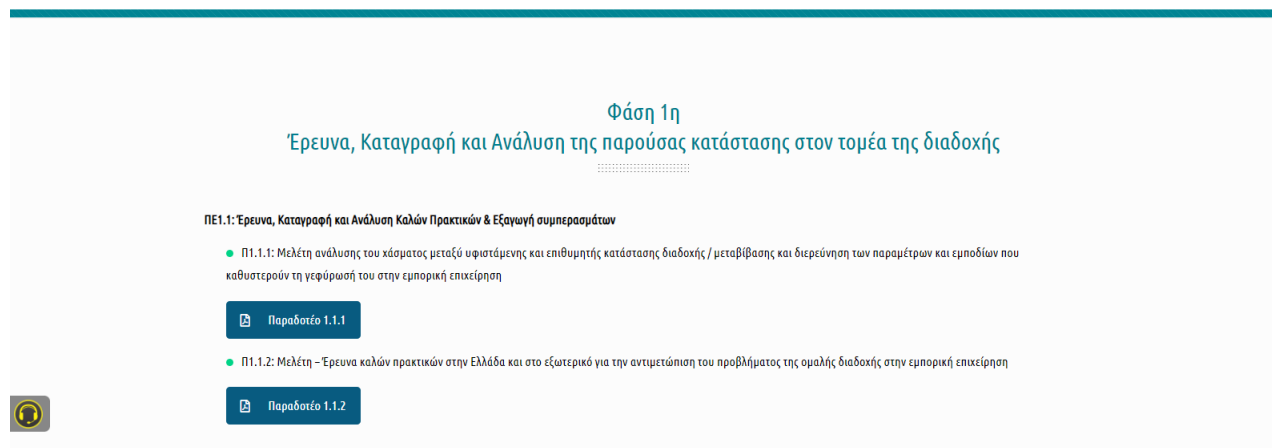 Φάση 1η
Έρευνα, Καταγραφή και Ανάλυση της παρούσας κατάστασης στον τομέα της διαδοχής
ΠΕ1.1: Έρευνα, Καταγραφή και Ανάλυση Καλών Πρακτικών & Εξαγωγή συμπερασμάτων
Π1.1.1: Μελέτη ανάλυσης του χάσματος μεταξύ υφιστάμενης και επιθυμητής κατάστασης διαδοχής / μεταβίβασης και διερεύνηση των παραμέτρων και εμποδίων που
καθυστερούν τη γεφύρωσή του στην εμπορική επιχείρηση
Παραδοτέο 1.1.1
Π1.1.2: Μελέτη – Έρευνα καλών πρακτικών στην Ελλάδα και στο εξωτερικό για την αντιμετώπιση του προβλήματος της ομαλής διαδοχής στην εμπορική επιχείρηση
Παραδοτέο 1.1.2